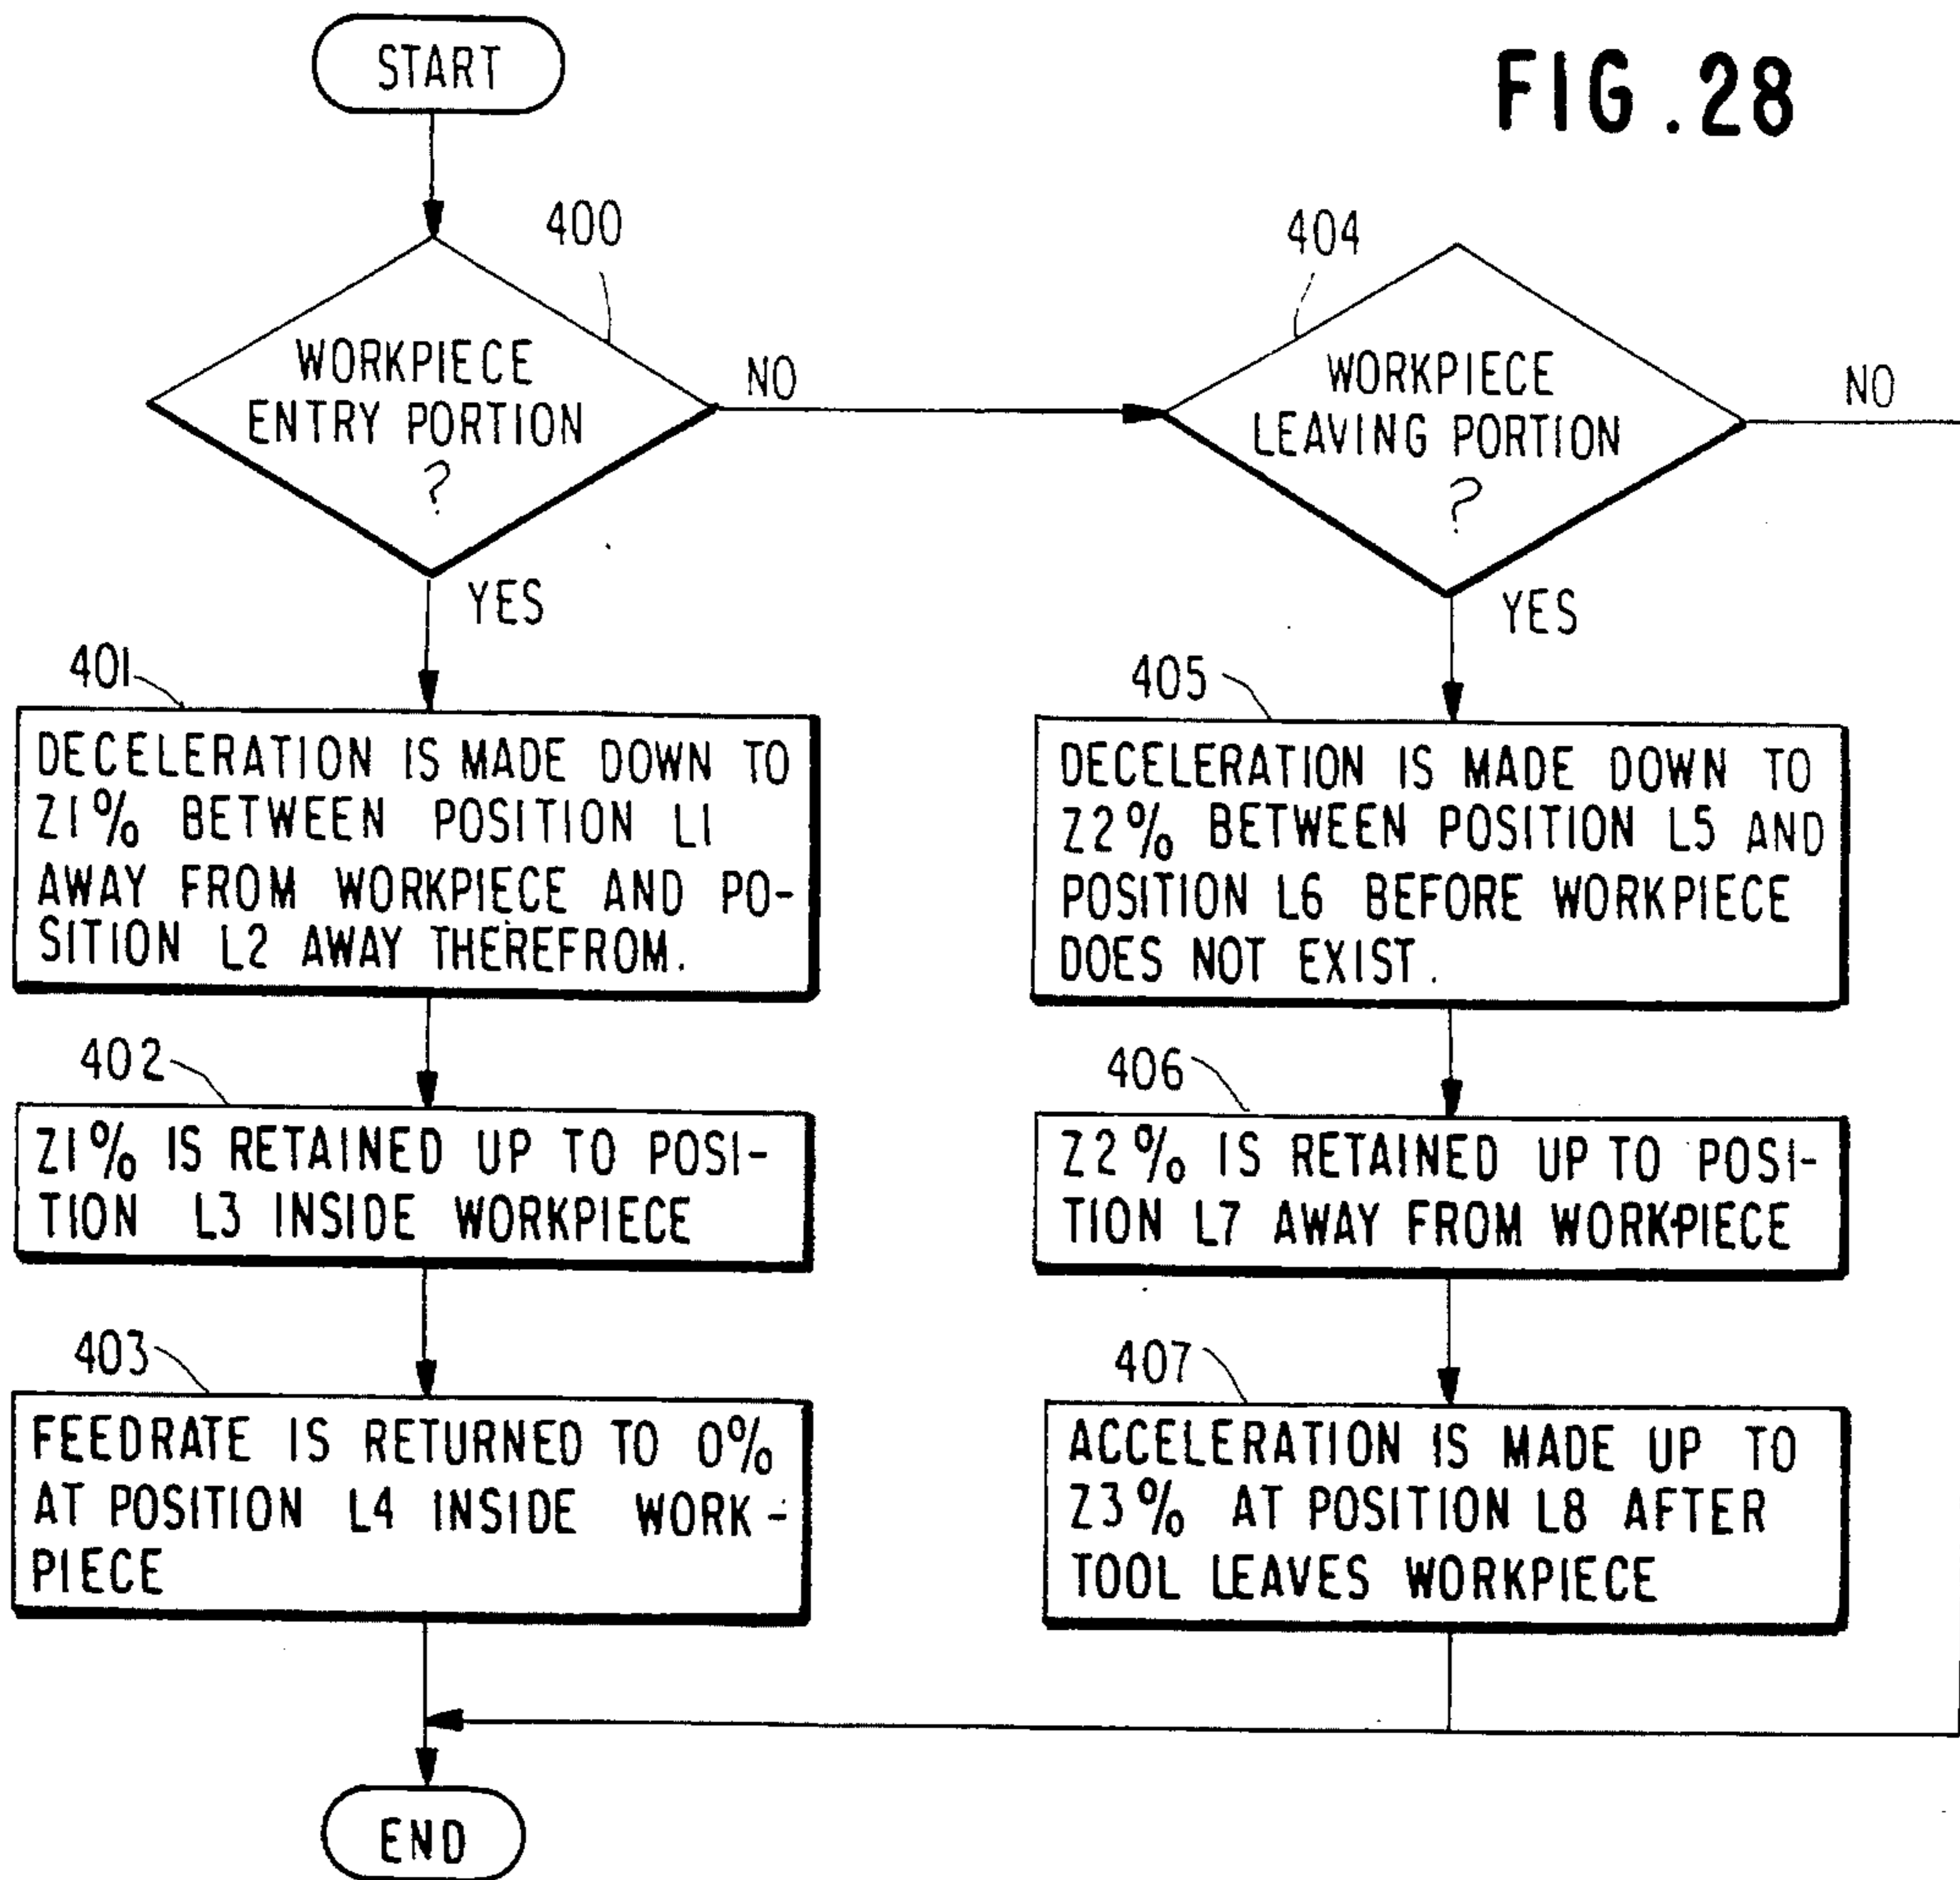 FIG.28
START
400
WORKPIECE
ENTRY PORTION
?
NO
YES
401
DECELERATION IS MADE DOWN TO
Z1% BETWEEN POSITION L1
AWAY FROM WORKPIECE AND PO-
SITION L2 AWAY THEREFROM.
402
Z1% IS RETAINED UP TO POSI-
TION L3 INSIDE WORKPIECE
403
FEEDRATE IS RETURNED TO 0%
AT POSITION L4 INSIDE WORK-
PIECE
404
WORKPIECE
LEAVING PORTION
?
NO
YES
405
DECELERATION IS MADE DOWN TO
Z2% BETWEEN POSITION L5 AND
POSITION L6 BEFORE WORKPIECE
DOES NOT EXIST.
406
Z2% IS RETAINED UP TO POSI-
TION L7 AWAY FROM WORKPIECE
407
ACCELERATION IS MADE UP TO
Z3% AT POSITION L8 AFTER
TOOL LEAVES WORKPIECE
END